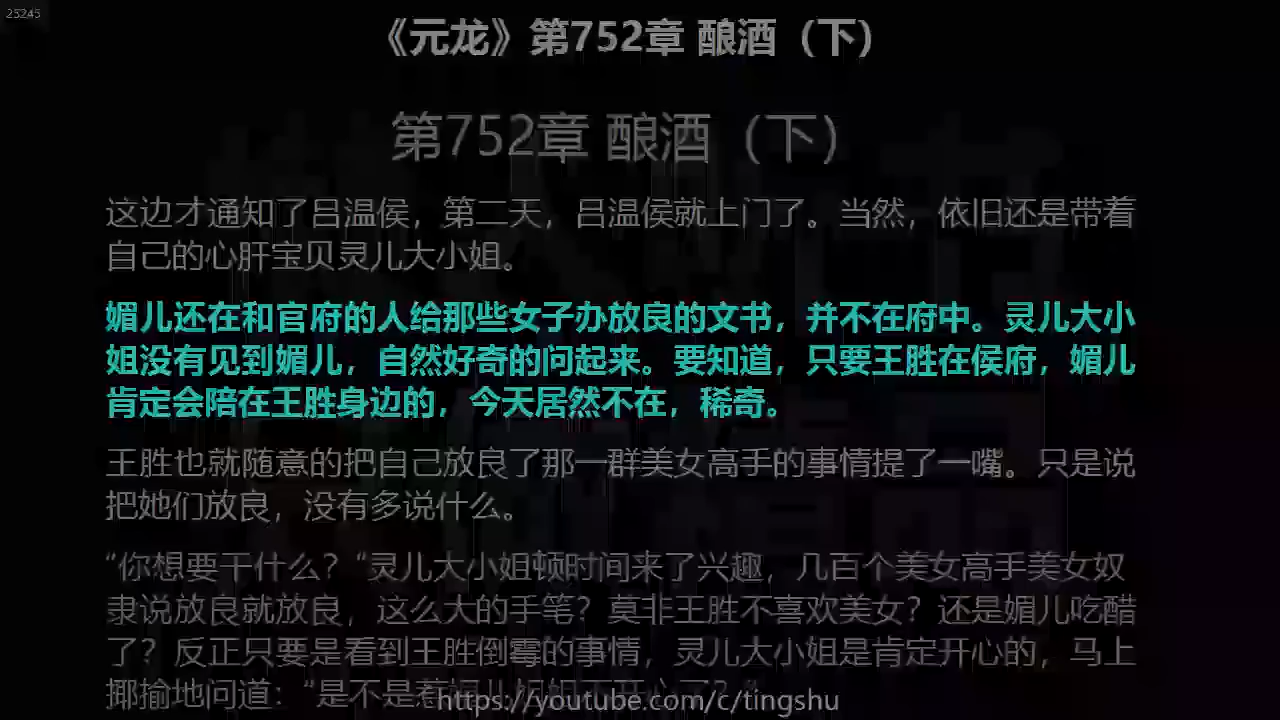 25245
《元龙》第752章 酿酒（下）
第752章 酿酒（下）
这边才通知了吕温侯，第二天，吕温侯就上门了。当然，依旧还是带着
自己的心肝宝贝灵儿大小姐。
媚儿还在和官府的人给那些女子办放良的文书，并不在府中。灵儿大小
姐没有见到媚儿，自然好奇的问起来。要知道，只要王胜在侯府，媚儿
肯定会陪在王胜身边的，今天居然不在，稀奇。
王胜也就随意的把自己放良了那一群美女高手的事情提了一嘴。只是说
把她们放良，没有多说什么。
“你想要干什么？“灵儿大小姐顿时间来了兴趣，几百个美女高手美女奴
隶说放良就放良，这么大的手笔？莫非王胜不喜欢美女？还是媚儿吃醋
了？反正只要是看到王胜倒霉的事情，灵儿大小姐是肯定开心的，马上
揶揄地问道：“是不是惹
https://youtube.com/c/tingshu